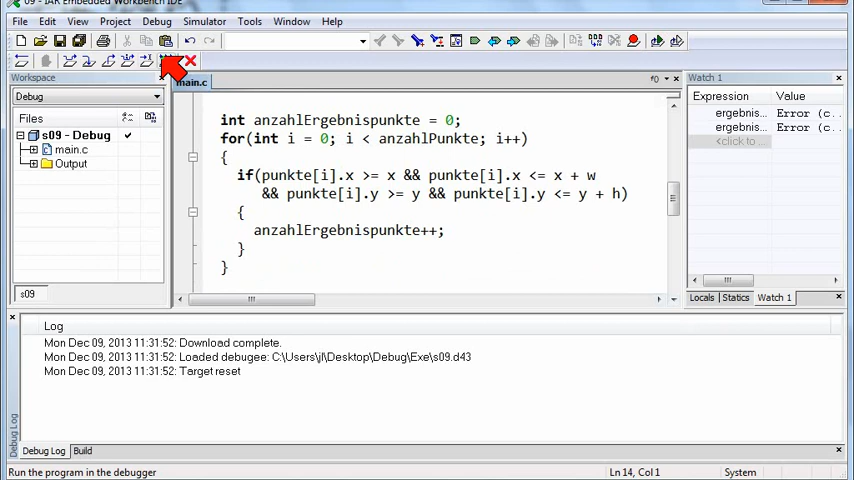 09 - IAR Embedded Workbench IDE
File Edit View Project Debug Simulator Tools Window Help
Workspace
main.c
f()
Watch 1
Debug
Expression Value
Files
ergebnis... Error (c...
ergebnis... Error (c...
<click to ...
s09 - Debug
main.c
Output
int anzahlErgebnispunkte = 0;
for(int i = 0; i < anzahlPunkte; i++)
{
if(punkte[i].x >= x && punkte[i].x <= x + w
&& punkte[i].y >= y && punkte[i].y <= y + h)
{
anzahlErgebnispunkte++;
}
}
s09
Locals Statics Watch 1
Log
Mon Dec 09, 2013 11:31:52: Download complete.
Mon Dec 09, 2013 11:31:52: Loaded debugee: C:\Users\jl\Desktop\Debug\Exe\s09.d43
Mon Dec 09, 2013 11:31:52: Target reset
Debug Log
Debug Log Build
Run the program in the debugger
Ln 14, Col 1
System